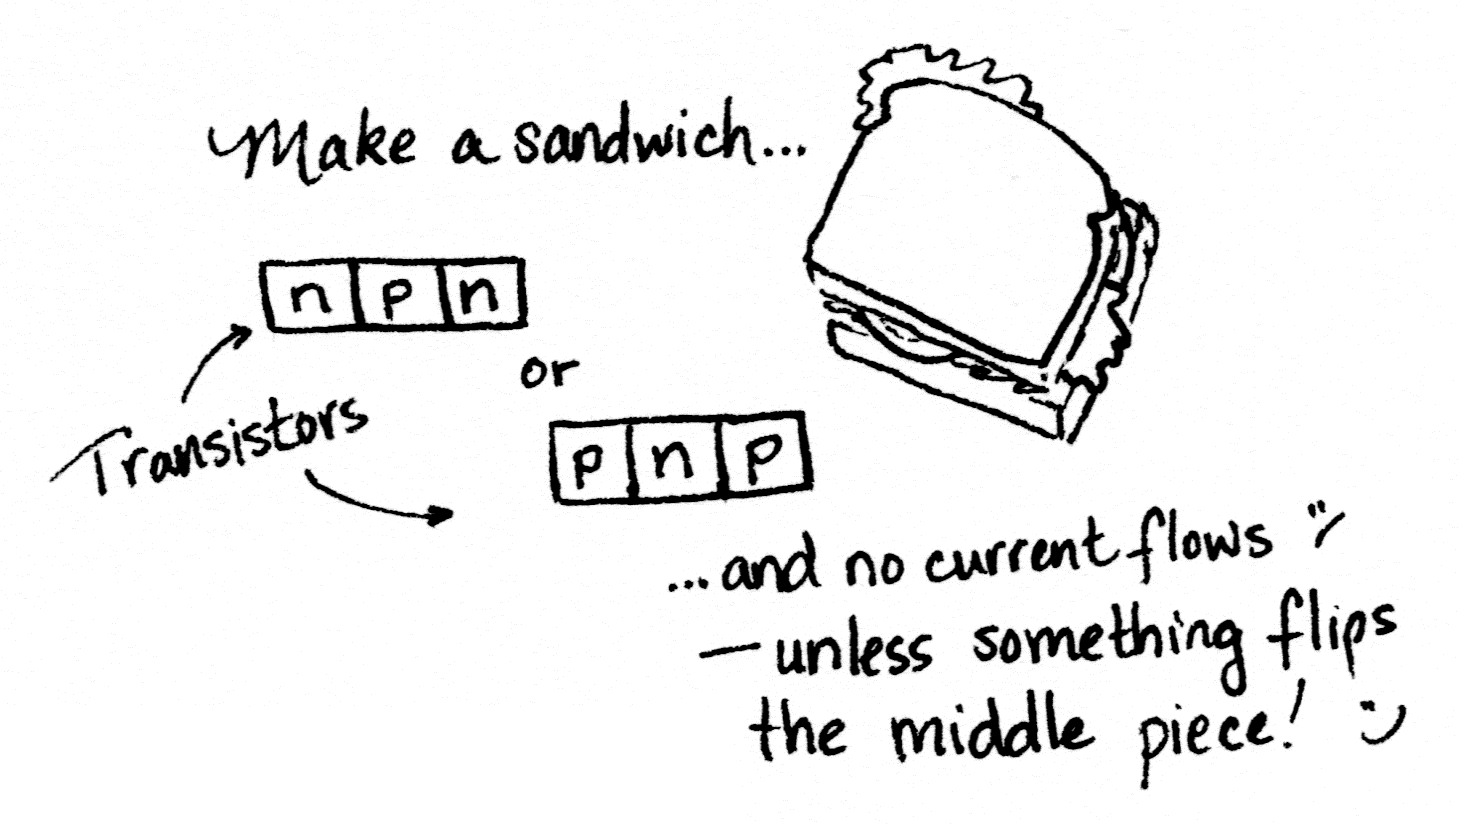 Make a sandwich...
n p n
or
Transistors
p n p
...and no current flows :-/
— unless something flips
the middle piece! :)